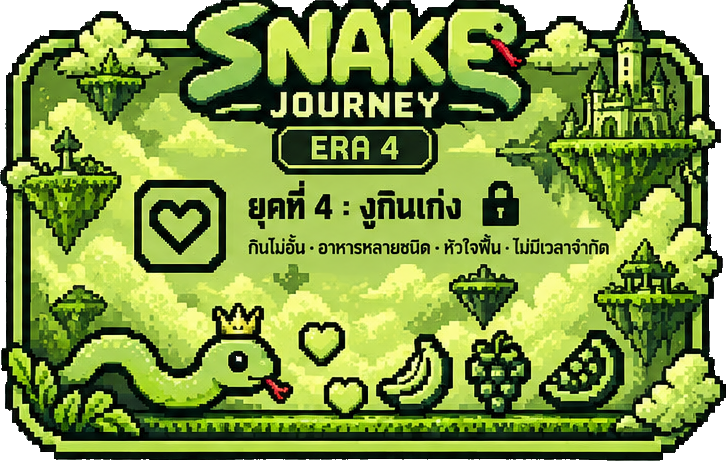 SNAKE
JOURNEY
ERA 4
ยุคที่ 4 : งูกินเก่ง
กินไม่อั้น · อาหารหลายชนิด · หัวใจฟื้น · ไม่มีเวลาจำกัด